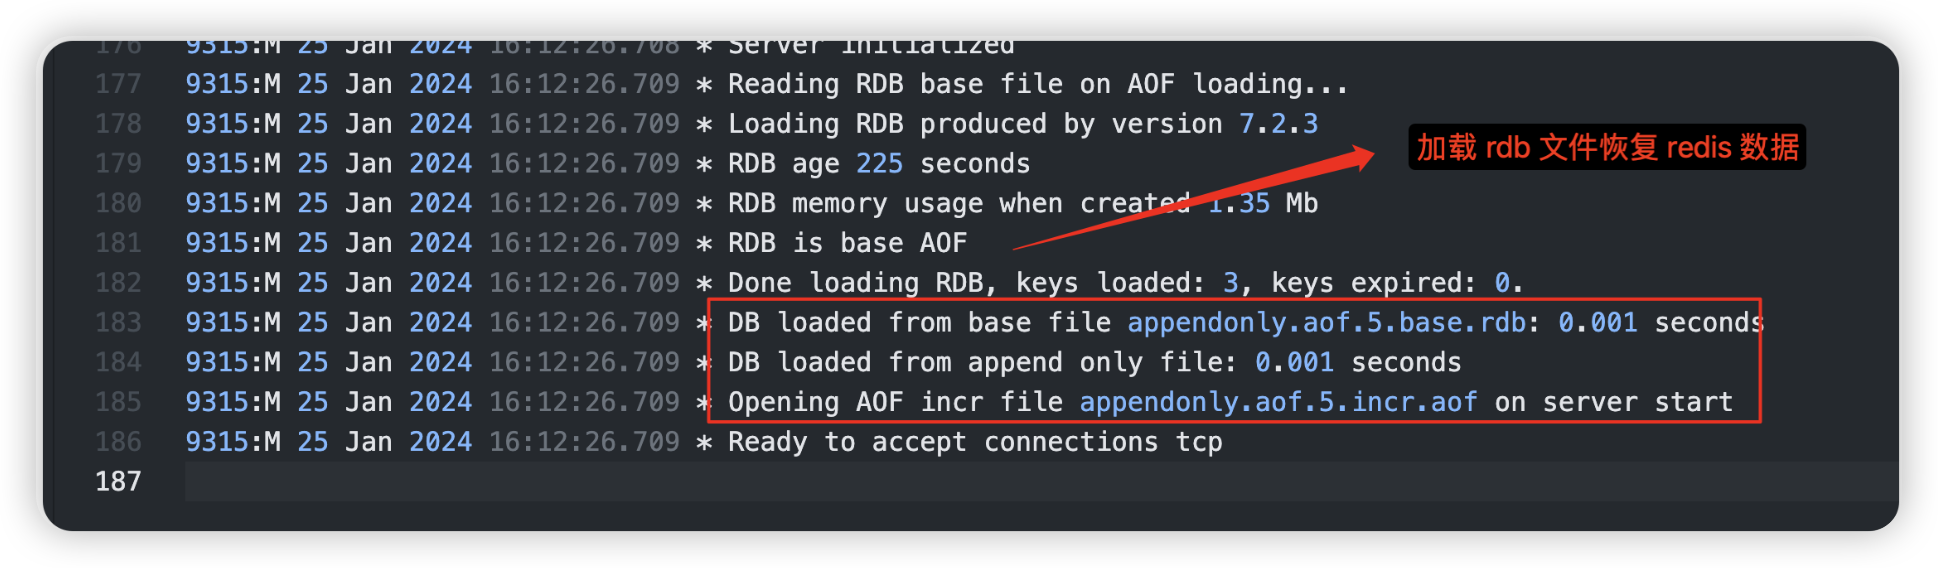 176 9315:M 25 Jan 2024 16:12:26.708 * Server initialized
177 9315:M 25 Jan 2024 16:12:26.709 * Reading RDB base file on AOF loading...
178 9315:M 25 Jan 2024 16:12:26.709 * Loading RDB produced by version 7.2.3
加载 rdb 文件恢复 redis 数据
179 9315:M 25 Jan 2024 16:12:26.709 * RDB age 225 seconds
180 9315:M 25 Jan 2024 16:12:26.709 * RDB memory usage when created 1.35 Mb
181 9315:M 25 Jan 2024 16:12:26.709 * RDB is base AOF
182 9315:M 25 Jan 2024 16:12:26.709 * Done loading RDB, keys loaded: 3, keys expired: 0.
183 9315:M 25 Jan 2024 16:12:26.709 * DB loaded from base file appendonly.aof.5.base.rdb: 0.001 seconds
184 9315:M 25 Jan 2024 16:12:26.709 * DB loaded from append only file: 0.001 seconds
185 9315:M 25 Jan 2024 16:12:26.709 * Opening AOF incr file appendonly.aof.5.incr.aof on server start
186 9315:M 25 Jan 2024 16:12:26.709 * Ready to accept connections tcp
187